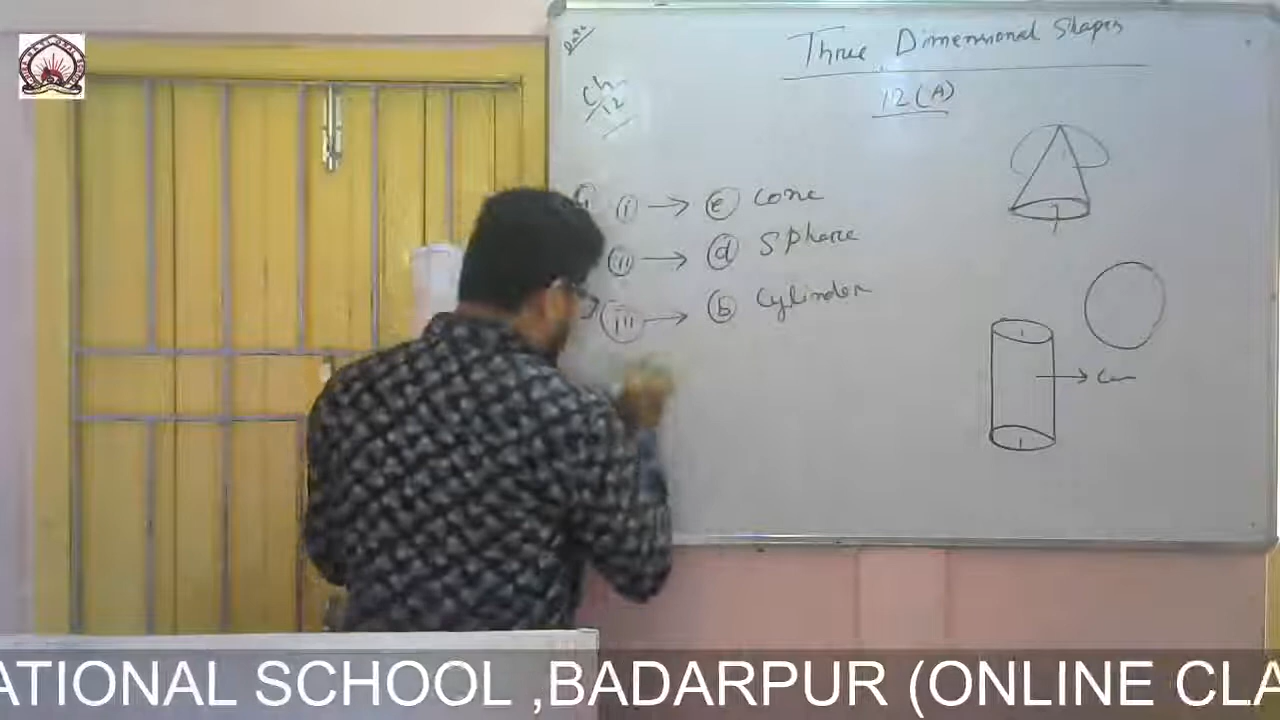 Three Dimensional Shapes
Ch
12
12 (A)
(i) → (c) Cone
(ii) → (d) Sphere
(iii) → (b) Cylinder
ATIONAL SCHOOL ,BADARPUR (ONLINE CLA